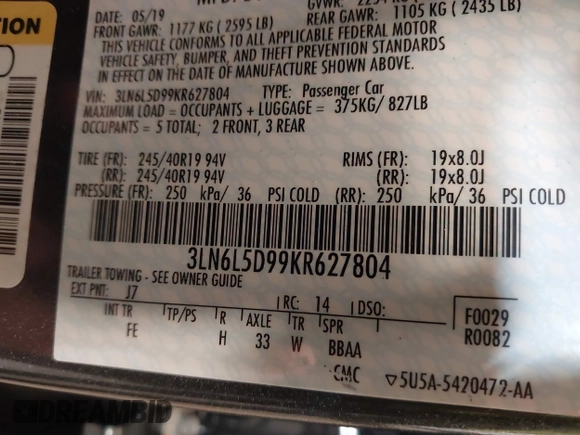 DATE: 05/19
FRONT GAWR: 1177 KG ( 2595 LB)
REAR GAWR: 1105 KG ( 2435 LB)
THIS VEHICLE CONFORMS TO ALL APPLICABLE FEDERAL MOTOR
VEHICLE SAFETY, BUMPER, AND THEFT PREVENTION STANDARDS
IN EFFECT ON THE DATE OF MANUFACTURE SHOWN ABOVE.
VIN: 3LN6L5D99KR627804 TYPE: Passenger Car
MAXIMUM LOAD = OCCUPANTS + LUGGAGE = 375KG/ 827LB
OCCUPANTS = 5 TOTAL; 2 FRONT, 3 REAR
TIRE (FR): 245/40R19 94V RIMS (FR): 19x8.0J
(RR): 245/40R19 94V (RR): 19x8.0J
PRESSURE (FR): 250 kPa/ 36 PSI COLD (RR): 250 kPa/ 36 PSI COLD
3LN6L5D99KR627804
TRAILER TOWING - SEE OWNER GUIDE
EXT PNT: J7 RC: 14 DSO:
INT TR TP/PS R AXLE TR SPR F0029
FE H 33 W BBAA R0082
CMC ▽5U5A-5420472-AA
DREAMBID